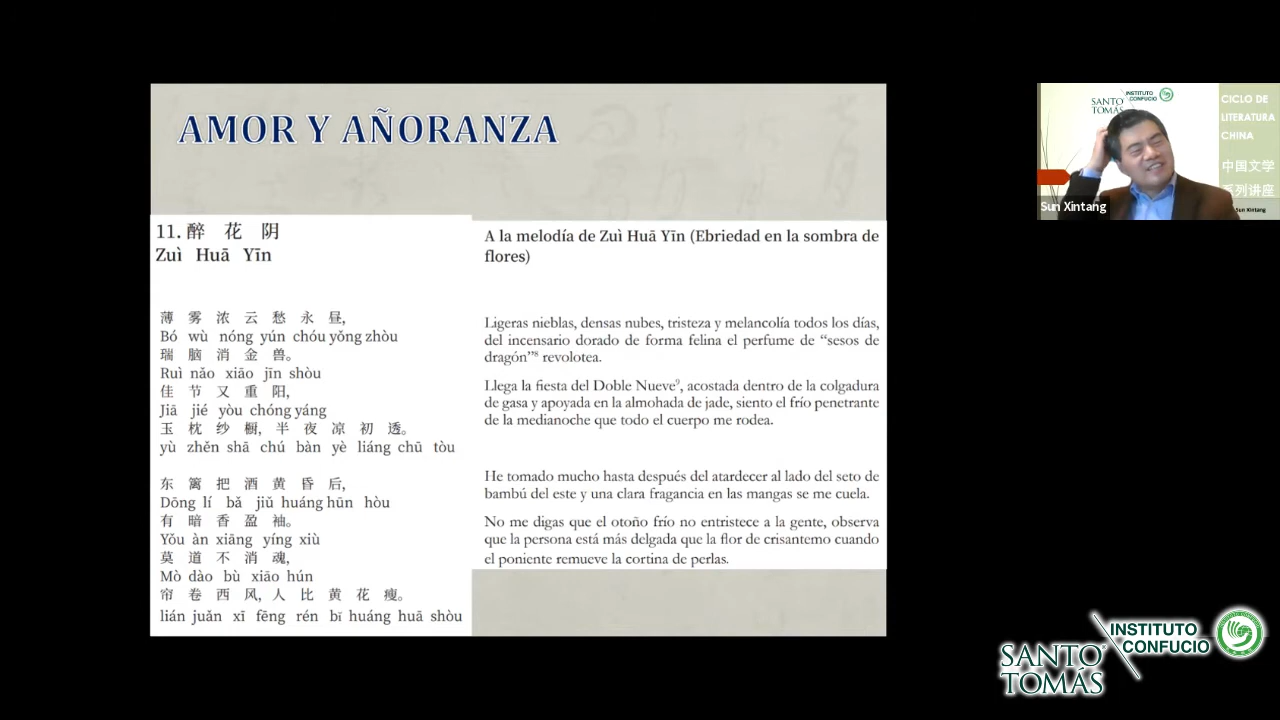 AMOR Y AÑORANZA
11. 醉 花 阴
Zuì Huā Yīn
薄 雾 浓 云 愁 永 昼,
Bó wù nóng yún chóu yǒng zhòu
瑞 脑 消 金 兽。
Ruì nǎo xiāo jīn shòu
佳 节 又 重 阳,
Jiā jié yòu chóng yáng
玉 枕 纱 橱, 半 夜 凉 初 透。
yù zhěn shā chú bàn yè liáng chū tòu
东 篱 把 酒 黄 昏 后,
Dōng lí bǎ jiǔ huáng hūn hòu
有 暗 香 盈 袖。
Yǒu àn xiāng yíng xiù
莫 道 不 消 魂,
Mò dào bù xiāo hún
帘 卷 西 风, 人 比 黄 花 瘦。
lián juǎn xī fēng rén bǐ huáng huā shòu
A la melodía de Zuì Huā Yīn (Ebriedad en la sombra de
flores)
Ligeras nieblas, densas nubes, tristeza y melancolía todos los días,
del incensario dorado de forma felina el perfume de “sesos de
dragón”⁸ revolotea.
Llega la fiesta del Doble Nueve⁹, acostada dentro de la colgadura
de gasa y apoyada en la almohada de jade, siento el frío penetrante
de la medianoche que todo el cuerpo me rodea.
He tomado mucho hasta después del atardecer al lado del seto de
bambú del este y una clara fragancia en las mangas se me cuela.
No me digas que el otoño frío no entristece a la gente, observa
que la persona está más delgada que la flor de crisantemo cuando
el poniente remueve la cortina de perlas.
SANTO TOMÁS
INSTITUTO CONFUCIO
CICLO DE
LITERATURA
CHINA
中国文学
系列讲座
Sun Xintang
Sun Xintang
SANTO
TOMÁS
INSTITUTO
CONFUCIO